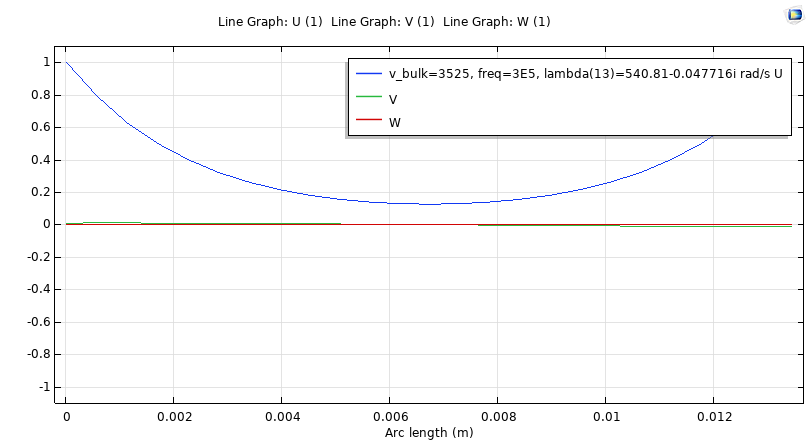 Line Graph: U (1) Line Graph: V (1) Line Graph: W (1)
v_bulk=3525, freq=3E5, lambda(13)=540.81-0.047716i rad/s U
V
W
1
0.8
0.6
0.4
0.2
0
-0.2
-0.4
-0.6
-0.8
-1
0 0.002 0.004 0.006 0.008 0.01 0.012
Arc length (m)